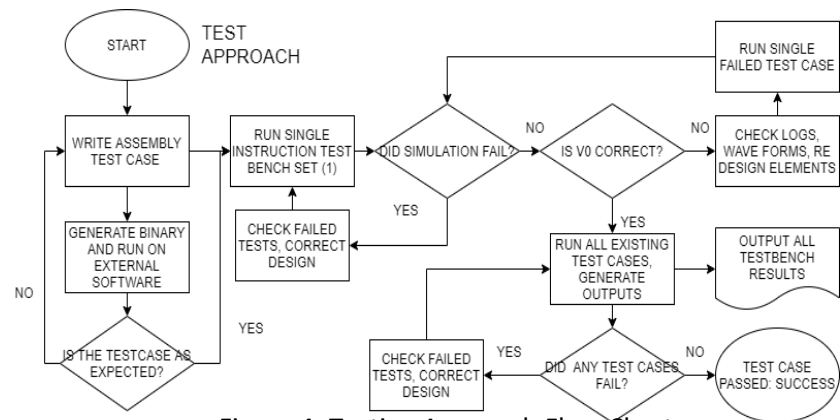 START
TEST
APPROACH
WRITE ASSEMBLY
TEST CASE
GENERATE BINARY
AND RUN ON
EXTERNAL
SOFTWARE
NO
IS THE TESTCASE AS
EXPECTED?
YES
RUN SINGLE
INSTRUCTION TEST
BENCH SET (1)
CHECK FAILED
TESTS, CORRECT
DESIGN
DID SIMULATION FAIL?
YES
NO
IS V0 CORRECT?
NO
YES
CHECK LOGS,
WAVE FORMS, RE
DESIGN ELEMENTS
RUN SINGLE
FAILED TEST CASE
RUN ALL EXISTING
TEST CASES,
GENERATE
OUTPUTS
OUTPUT ALL
TESTBENCH
RESULTS
DID ANY TEST CASES
FAIL?
YES
CHECK FAILED
TESTS, CORRECT
DESIGN
NO
TEST CASE
PASSED: SUCCESS